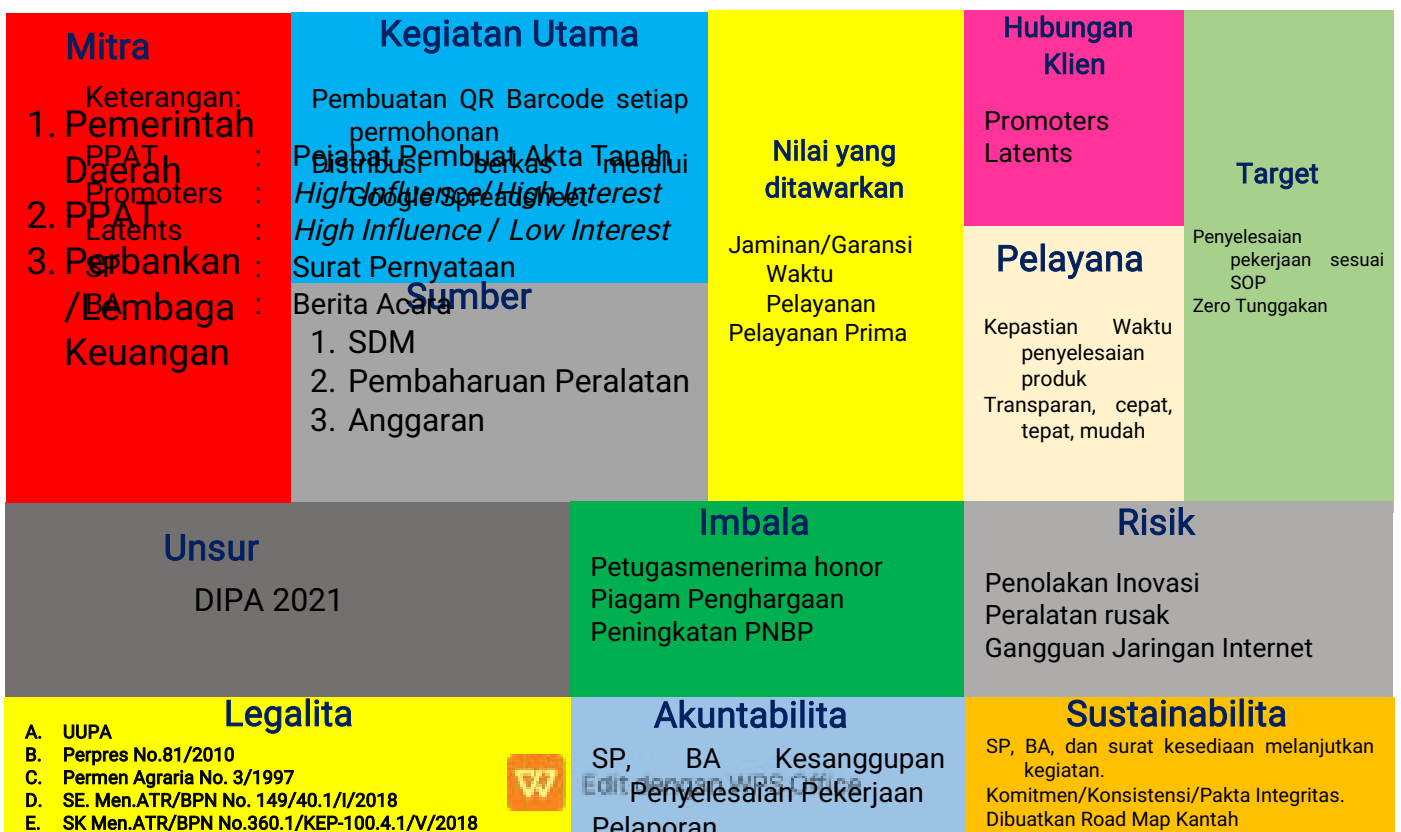 Mitra
1. Pemerintah
Daerah
2. PPAT
3. Perbankan
/Lembaga
Keuangan
Keterangan:
PPAT : Pejabat Pembuat Akta Tanah
Promoters : High Influence/High Interest
Latents : High Influence / Low Interest
SP : Surat Pernyataan
BA : Berita Acara
Kegiatan Utama
Pembuatan QR Barcode setiap
permohonan
Distribusi berkas melalui
Google Spreadsheet
Sumber
1. SDM
2. Pembaharuan Peralatan
3. Anggaran
Nilai yang
ditawarkan
Jaminan/Garansi
Waktu
Pelayanan
Pelayanan Prima
Hubungan
Klien
Promoters
Latents
Pelayana
Kepastian Waktu
penyelesaian
produk
Transparan, cepat,
tepat, mudah
Target
Penyelesaian
pekerjaan sesuai
SOP
Zero Tunggakan
Unsur
DIPA 2021
Imbala
Petugasmenerima honor
Piagam Penghargaan
Peningkatan PNBP
Risik
Penolakan Inovasi
Peralatan rusak
Gangguan Jaringan Internet
Legalita
A. UUPA
B. Perpres No.81/2010
C. Permen Agraria No. 3/1997
D. SE. Men.ATR/BPN No. 149/40.1/I/2018
E. SK Men.ATR/BPN No.360.1/KEP-100.4.1/V/2018
Akuntabilita
SP, BA Kesanggupan
Penyelesaian Pekerjaan
Pelaporan
Edit dengan WPS Office
Sustainabilita
SP, BA, dan surat kesediaan melanjutkan
kegiatan.
Komitmen/Konsistensi/Pakta Integritas.
Dibuatkan Road Map Kantah